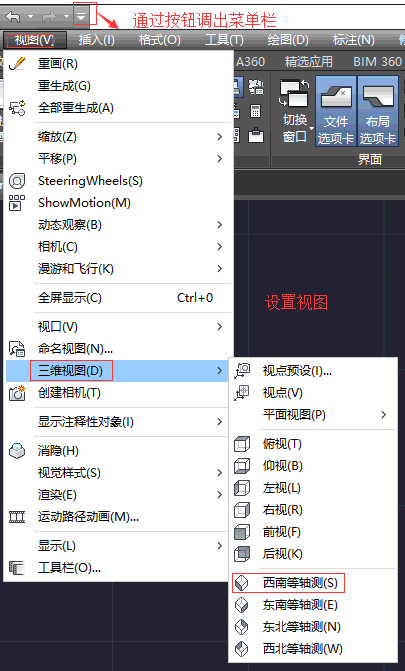 通过按钮调出菜单栏
视图(V) 插入(I) 格式(O) 工具(T) 绘图(D) 标注(N)
A360 精选应用 BIM 360
重画(R)
重生成(G)
全部重生成(A)
缩放(Z)
平移(P)
SteeringWheels(S)
ShowMotion(M)
动态观察(B)
相机(C)
漫游和飞行(K)
全屏显示(C) Ctrl+0
视口(V)
命名视图(N)...
三维视图(D)
创建相机(T)
显示注释性对象(I)
消隐(H)
视觉样式(S)
渲染(E)
运动路径动画(M)...
显示(L)
工具栏(O)...
切换
窗口
文件
选项卡
布局
选项卡
界面
设置视图
视点预设(I)...
视点(V)
平面视图(P)
俯视(T)
仰视(B)
左视(L)
右视(R)
前视(F)
后视(K)
西南等轴测(S)
东南等轴测(E)
东北等轴测(N)
西北等轴测(W)